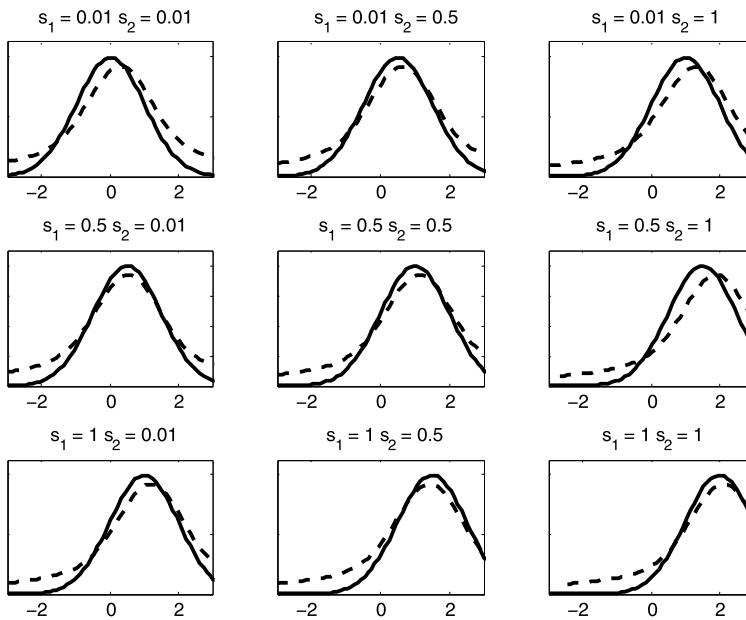 s₁ = 0.01 s₂ = 0.01
s₁ = 0.01 s₂ = 0.5
s₁ = 0.01 s₂ = 1
−2 0 2
−2 0 2
−2 0 2
s₁ = 0.5 s₂ = 0.01
s₁ = 0.5 s₂ = 0.5
s₁ = 0.5 s₂ = 1
−2 0 2
−2 0 2
−2 0 2
s₁ = 1 s₂ = 0.01
s₁ = 1 s₂ = 0.5
s₁ = 1 s₂ = 1
−2 0 2
−2 0 2
−2 0 2